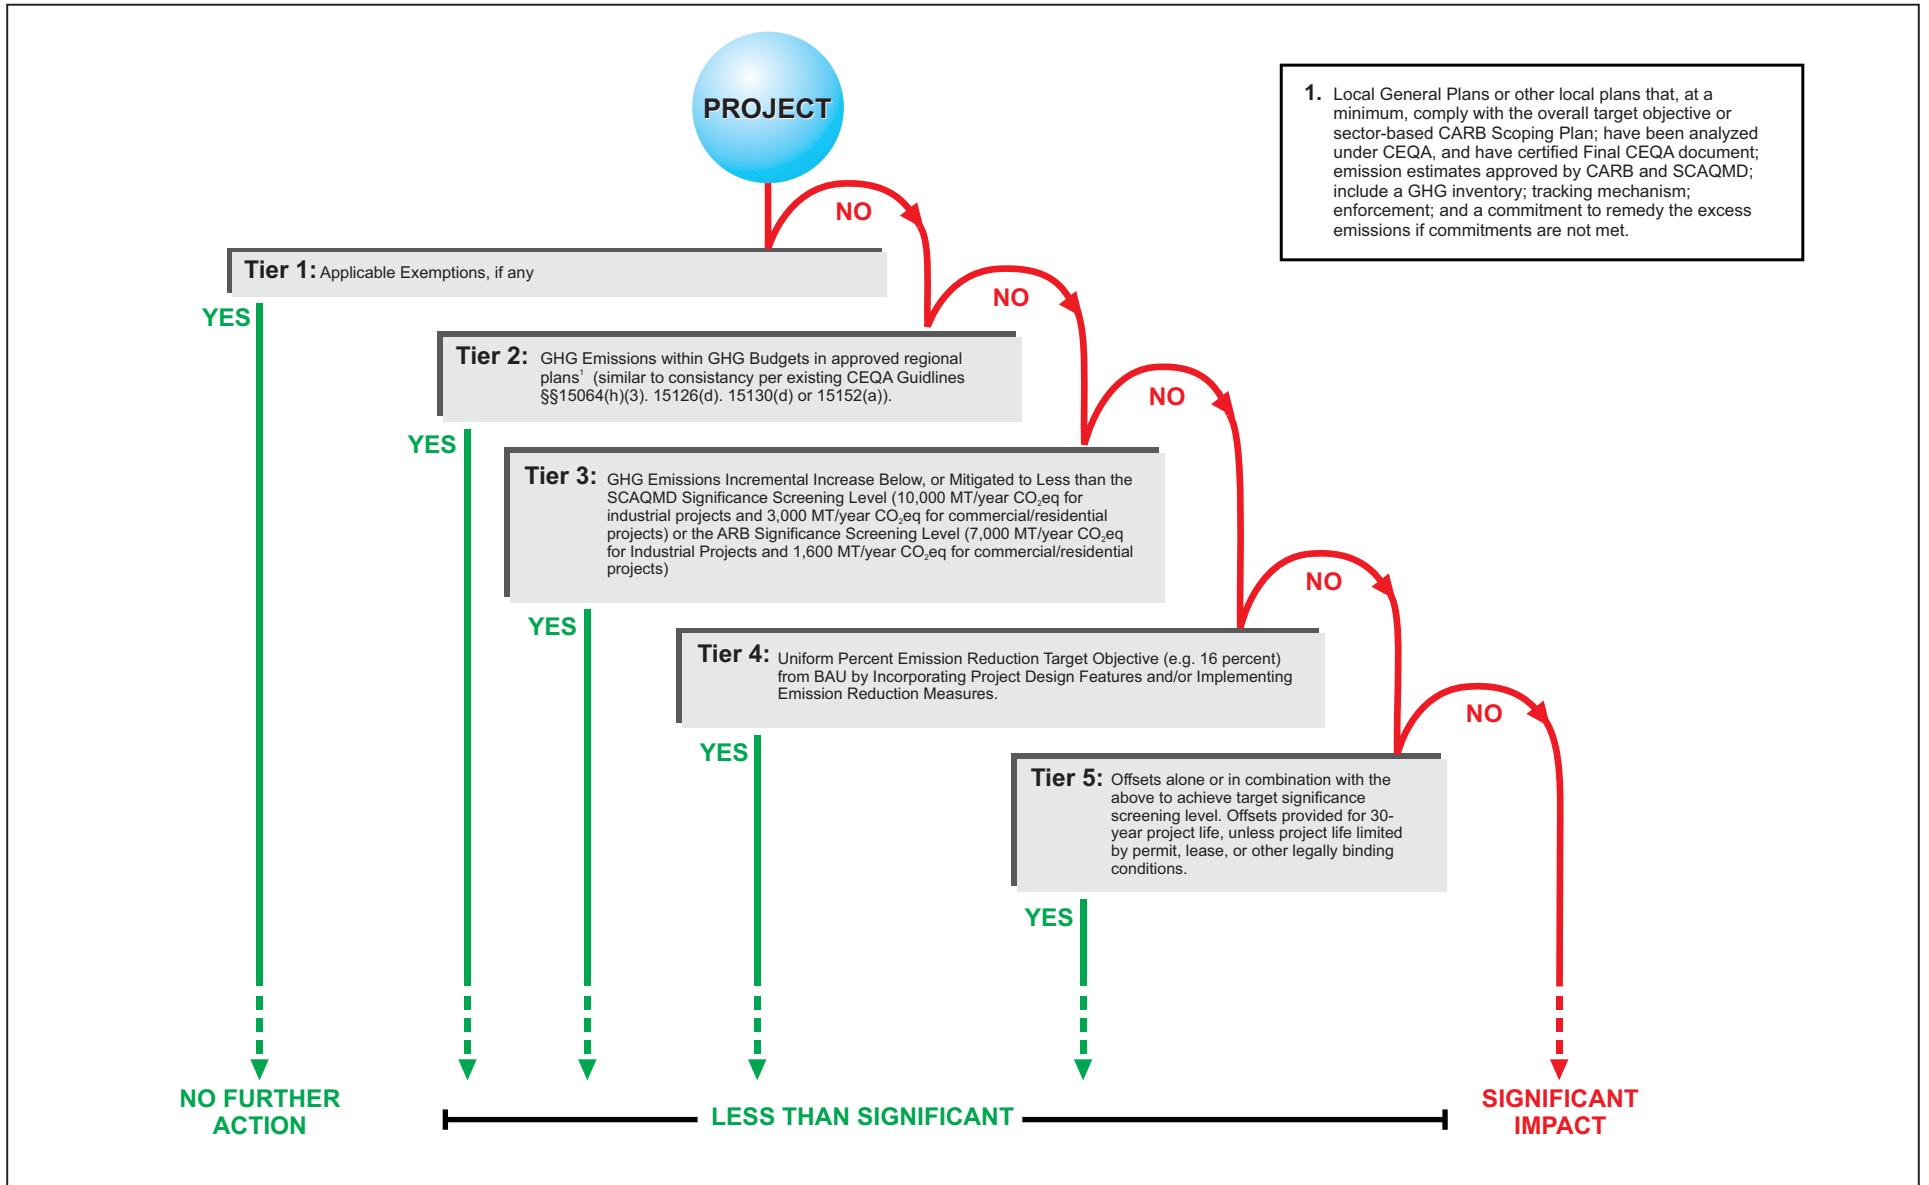 PROJECT
1. Local General Plans or other local plans that, at a
minimum, comply with the overall target objective or
sector-based CARB Scoping Plan; have been analyzed
under CEQA, and have certified Final CEQA document;
emission estimates approved by CARB and SCAQMD;
include a GHG inventory; tracking mechanism;
enforcement; and a commitment to remedy the excess
emissions if commitments are not met.
NO
Tier 1: Applicable Exemptions, if any
YES
NO
Tier 2: GHG Emissions within GHG Budgets in approved regional
plans¹ (similar to consistancy per existing CEQA Guidlines
§§15064(h)(3). 15126(d). 15130(d) or 15152(a)).
YES
NO
Tier 3: GHG Emissions Incremental Increase Below, or Mitigated to Less than the
SCAQMD Significance Screening Level (10,000 MT/year CO₂eq for
industrial projects and 3,000 MT/year CO₂eq for commercial/residential
projects) or the ARB Significance Screening Level (7,000 MT/year CO₂eq
for Industrial Projects and 1,600 MT/year CO₂eq for commercial/residential
projects)
YES
NO
Tier 4: Uniform Percent Emission Reduction Target Objective (e.g. 16 percent)
from BAU by Incorporating Project Design Features and/or Implementing
Emission Reduction Measures.
YES
NO
Tier 5: Offsets alone or in combination with the
above to achieve target significance
screening level. Offsets provided for 30-
year project life, unless project life limited
by permit, lease, or other legally binding
conditions.
YES
NO FURTHER
ACTION
LESS THAN SIGNIFICANT
SIGNIFICANT
IMPACT